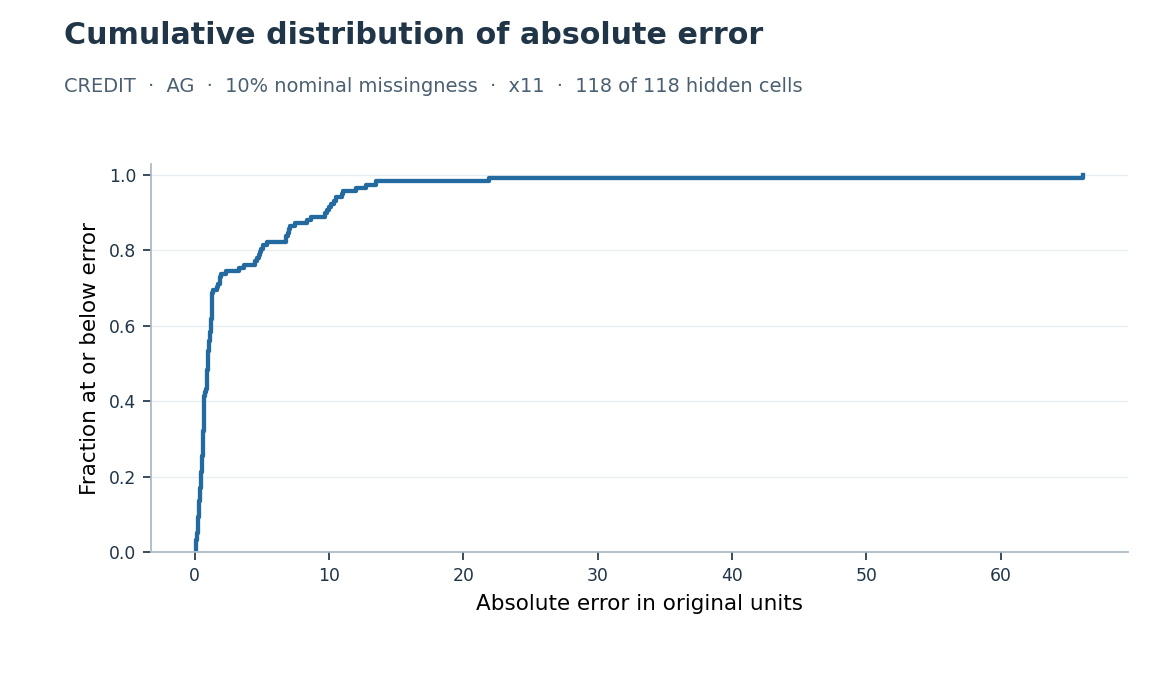 Cumulative distribution of absolute error
CREDIT · AG · 10% nominal missingness · x11 · 118 of 118 hidden cells
Fraction at or below error
1.0
0.8
0.6
0.4
0.2
0.0
0 10 20 30 40 50 60
Absolute error in original units